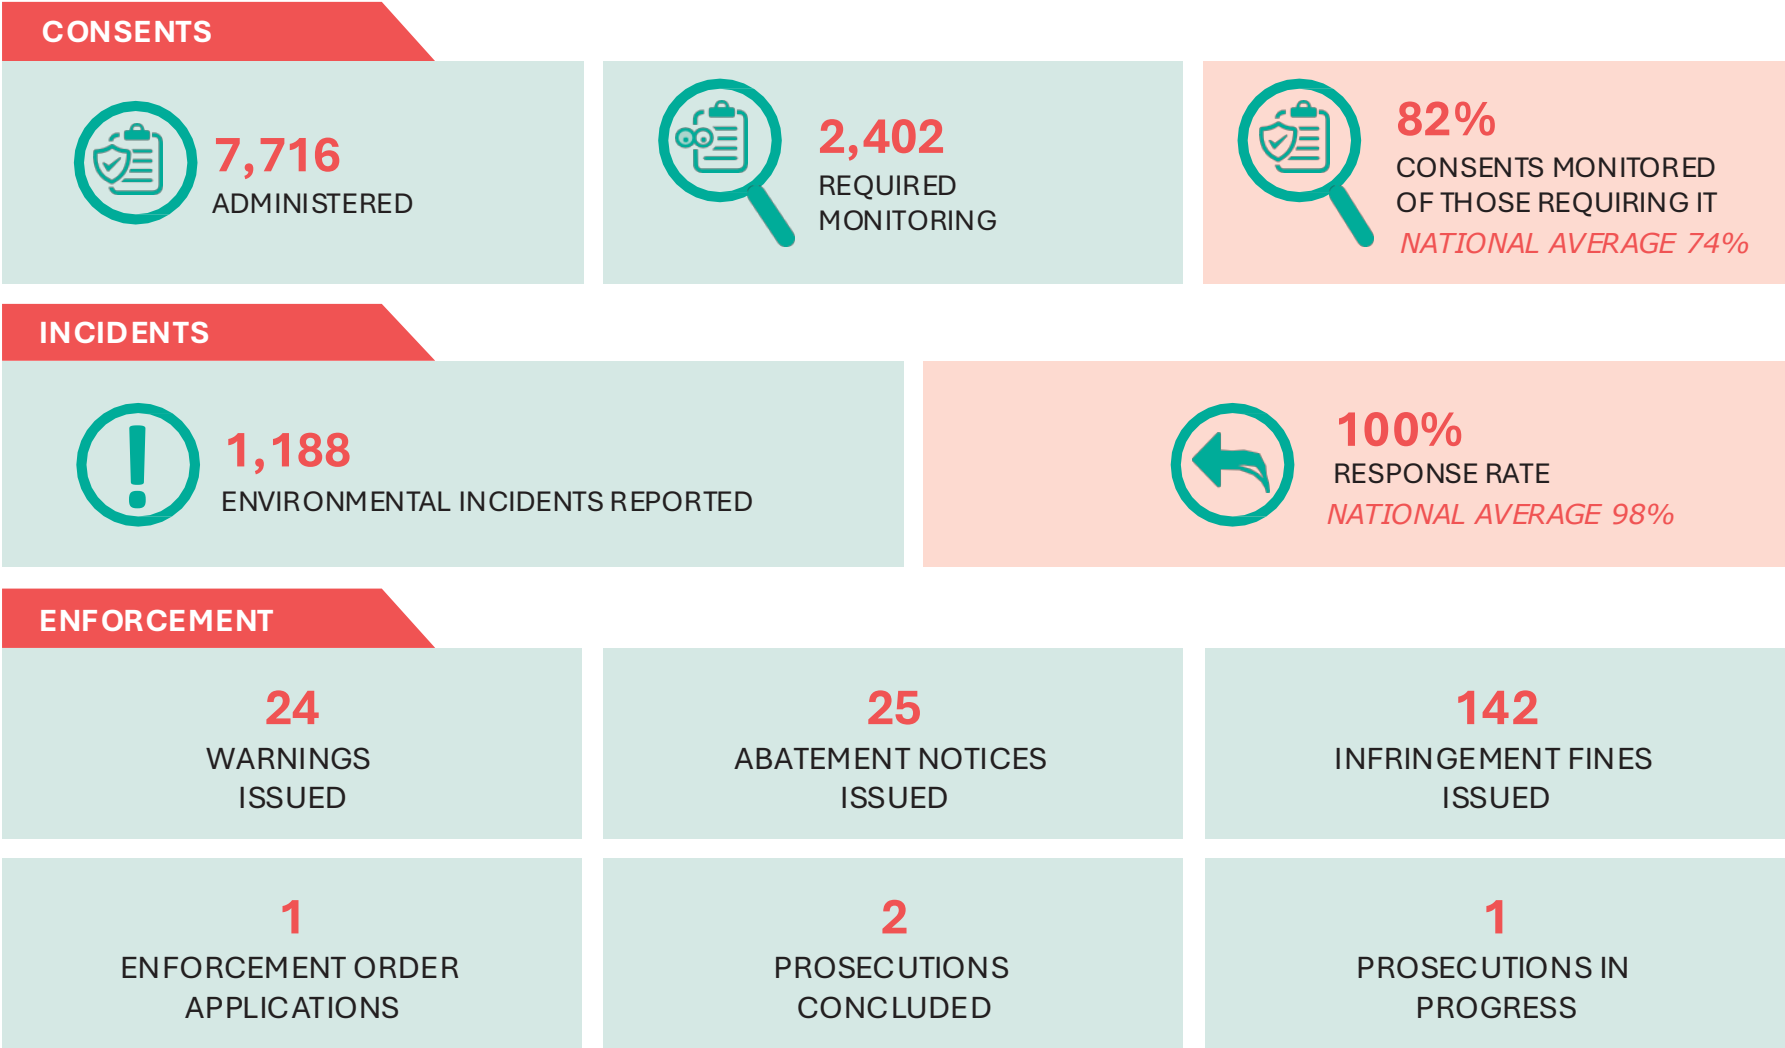 CONSENTS
7,716
ADMINISTERED
2,402
REQUIRED
MONITORING
82%
CONSENTS MONITORED
OF THOSE REQUIRING IT
NATIONAL AVERAGE 74%
INCIDENTS
1,188
ENVIRONMENTAL INCIDENTS REPORTED
100%
RESPONSE RATE
NATIONAL AVERAGE 98%
ENFORCEMENT
24
WARNINGS
ISSUED
25
ABATEMENT NOTICES
ISSUED
142
INFRINGEMENT FINES
ISSUED
1
ENFORCEMENT ORDER
APPLICATIONS
2
PROSECUTIONS
CONCLUDED
1
PROSECUTIONS IN
PROGRESS